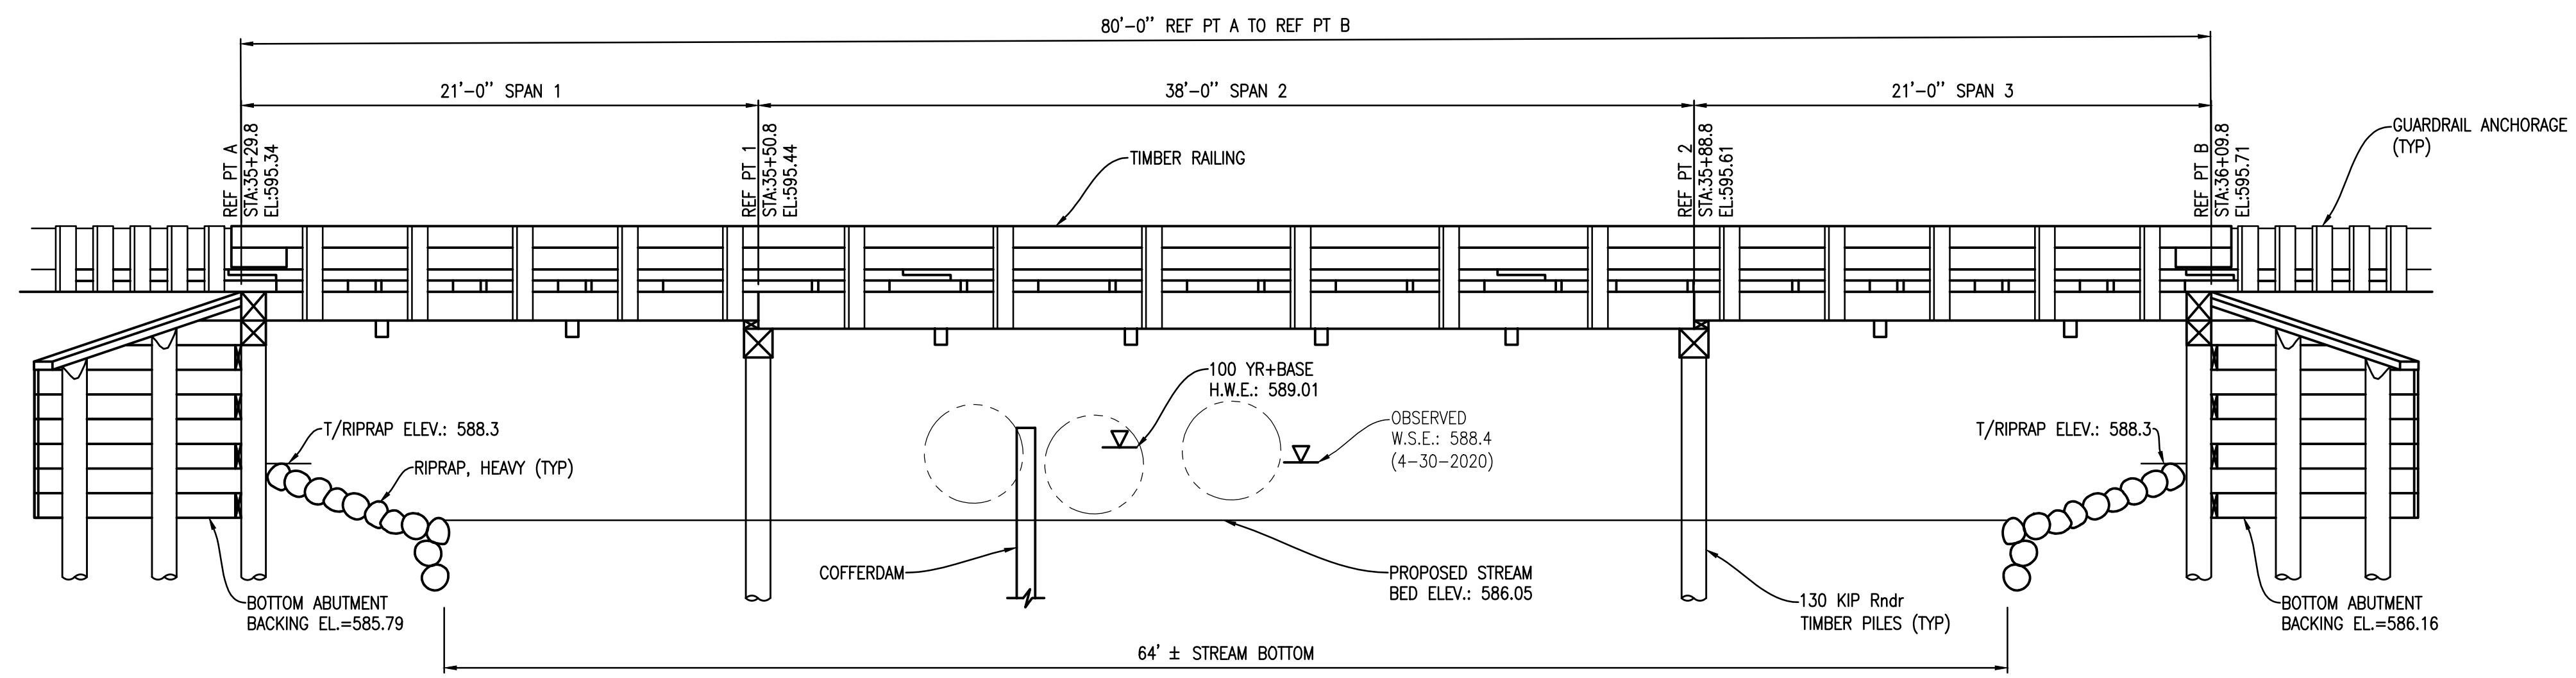 80'-0" REF PT A TO REF PT B
21'-0" SPAN 1
38'-0" SPAN 2
21'-0" SPAN 3
REF PT A
STA:35+29.8
EL:595.34
REF PT 1
STA:35+50.8
EL:595.44
TIMBER RAILING
REF PT 2
STA:35+88.8
EL:595.61
REF PT B
STA:36+09.8
EL:595.71
GUARDRAIL ANCHORAGE
(TYP)
100 YR+BASE
H.W.E.: 589.01
OBSERVED
W.S.E.: 588.4
(4-30-2020)
T/RIPRAP ELEV.: 588.3
RIPRAP, HEAVY (TYP)
T/RIPRAP ELEV.: 588.3
BOTTOM ABUTMENT
BACKING EL.=585.79
COFFERDAM
PROPOSED STREAM
BED ELEV.: 586.05
130 KIP Rndr
TIMBER PILES (TYP)
BOTTOM ABUTMENT
BACKING EL.=586.16
64' ± STREAM BOTTOM